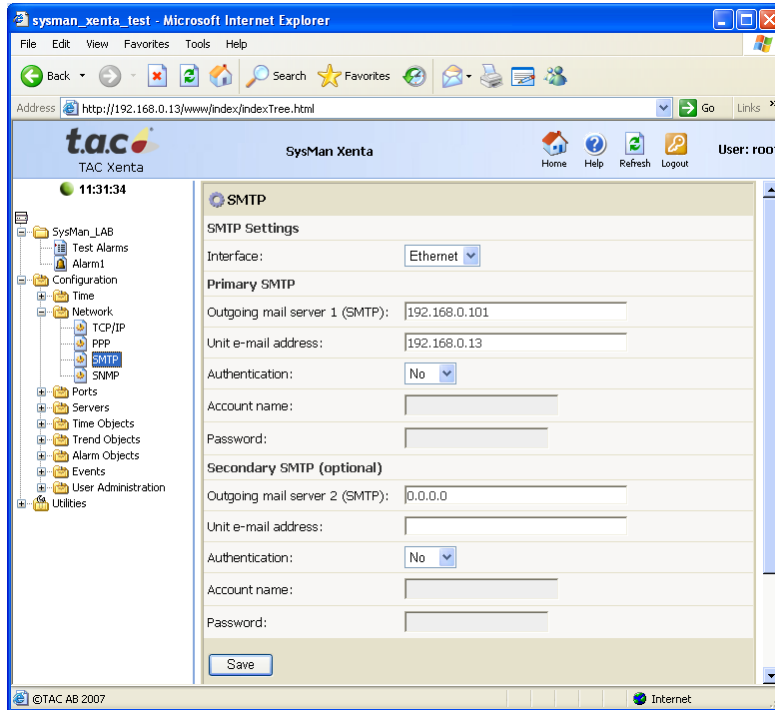 sysman_xenta_test - Microsoft Internet Explorer
File Edit View Favorites Tools Help
Back Search Favorites
Address http://192.168.0.13/www/index/indexTree.html Go Links »
t.a.c
TAC Xenta
SysMan Xenta
Home Help Refresh Logout
User: roo
11:31:34
SysMan_LAB
Test Alarms
Alarm1
Configuration
Time
Network
TCP/IP
PPP
SMTP
SNMP
Ports
Servers
Time Objects
Trend Objects
Alarm Objects
Events
User Administration
Utilities
SMTP
SMTP Settings
Interface: Ethernet
Primary SMTP
Outgoing mail server 1 (SMTP): 192.168.0.101
Unit e-mail address: 192.168.0.13
Authentication: No
Account name:
Password:
Secondary SMTP (optional)
Outgoing mail server 2 (SMTP): 0.0.0.0
Unit e-mail address:
Authentication: No
Account name:
Password:
Save
©TAC AB 2007
Internet